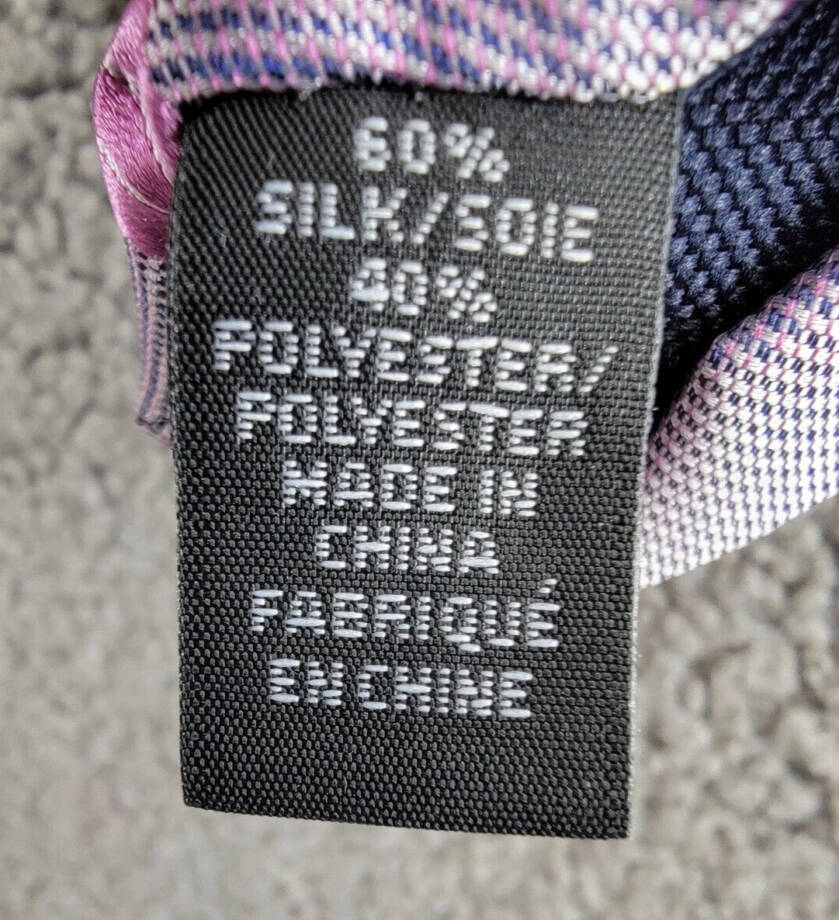 60%
SILK/SOIE
40%
POLYESTER/
POLYESTER
MADE IN
CHINA
FABRIQUÉ
EN CHINE